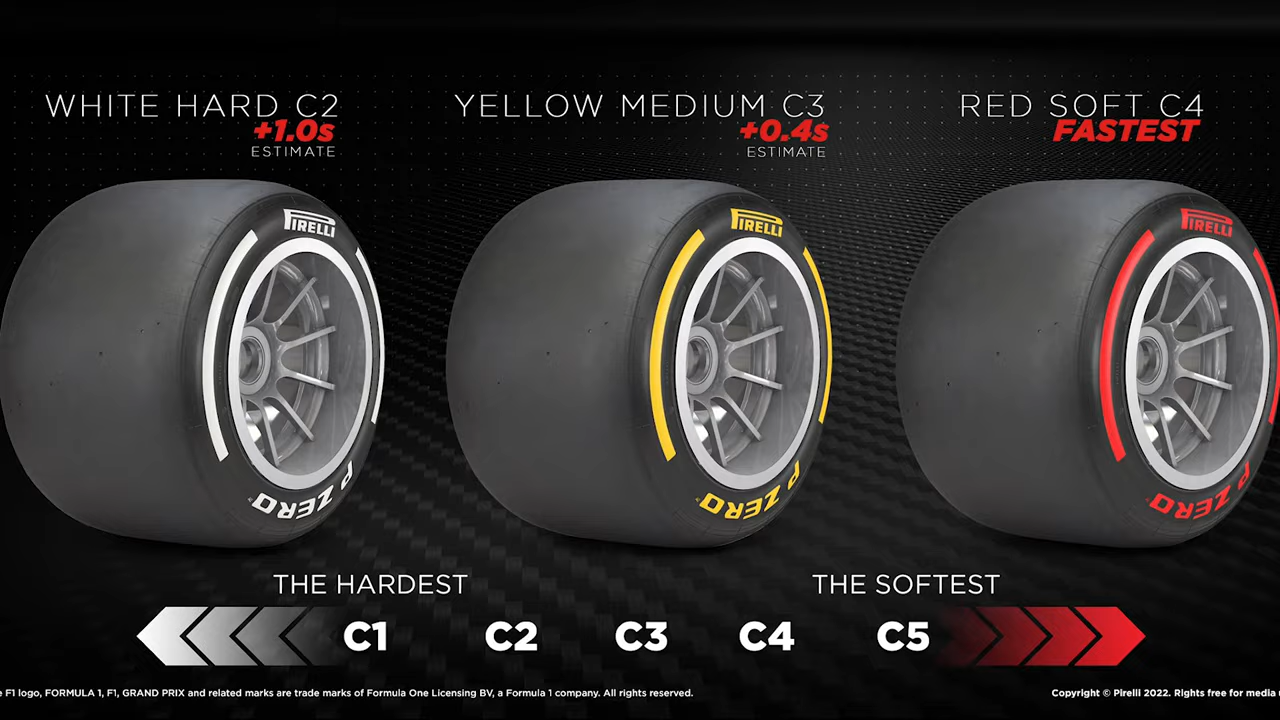 WHITE HARD C2
+1.0s
ESTIMATE
YELLOW MEDIUM C3
+0.4s
ESTIMATE
RED SOFT C4
FASTEST
PIRELLI
P ZERO
PIRELLI
P ZERO
PIRELLI
P ZERO
THE HARDEST
THE SOFTEST
C1 C2 C3 C4 C5
F1 logo, FORMULA 1, F1, GRAND PRIX and related marks are trade marks of Formula One Licensing BV, a Formula 1 company. All rights reserved.
Copyright © Pirelli 2022. Rights free for media